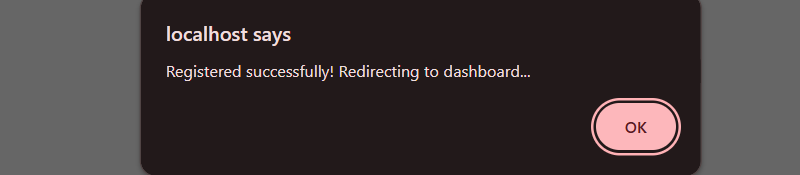 localhost says
Registered successfully! Redirecting to dashboard...
OK